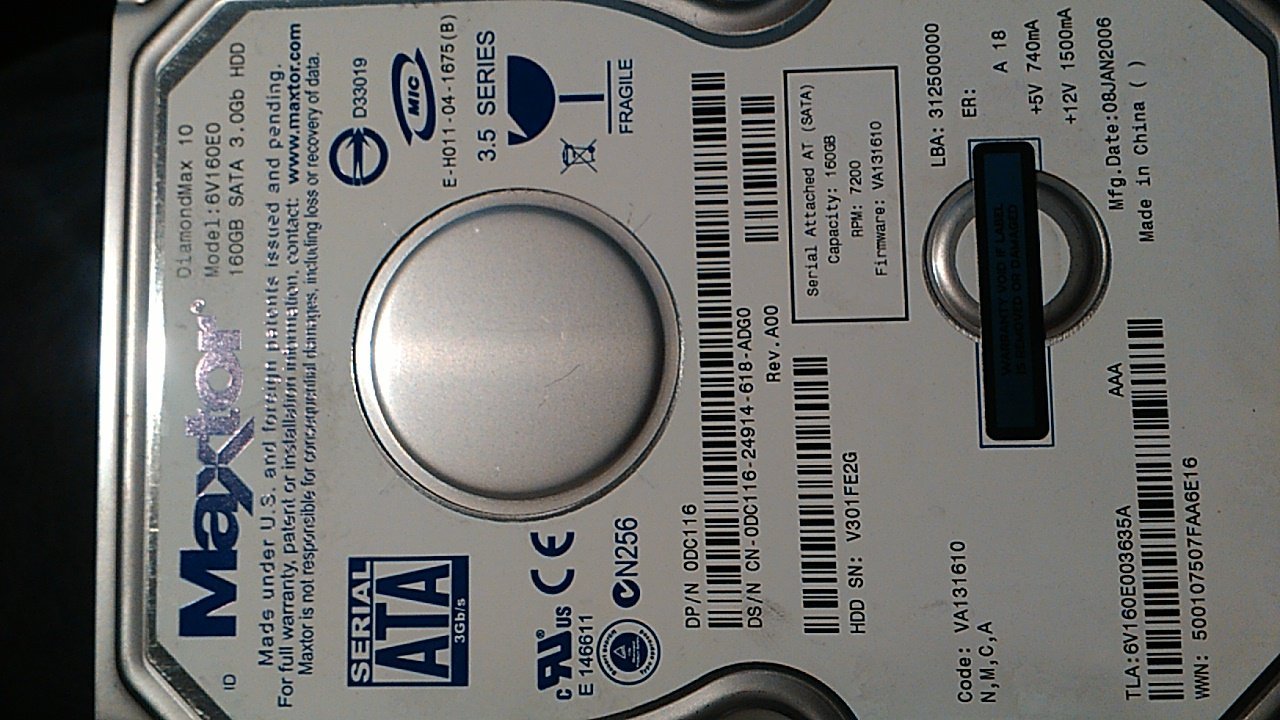 ID
Maxtor®
DiamondMax 10
Model:6V160E0
160GB SATA 3.0Gb HDD
Made under U.S. and foreign patents issued and pending.
For full warranty, patent or installation information, contact: www.maxtor.com
Maxtor is not responsible for consequential damages, including loss or recovery of data.
SERIAL
ATA
3Gb/s
D33019
MIC
E-H011-04-1675(B)
3.5 SERIES
FRAGILE
c UR® US
E 146611
CE
N256
DP/N 0DC116
DS/N CN-0DC116-24914-618-ADG0
Rev.A00
HDD SN: V301FE2G
Serial Attached AT (SATA)
Capacity: 160GB
RPM: 7200
Firmware: VA131610
LBA: 312500000
ER:
A 18
+5V 740mA
+12V 1500mA
Mfg.Date:08JAN2006
Made in China ( )
WARRANTY VOID IF LABEL
IS REMOVED OR DAMAGED
Code: VA131610
N,M,C,A
AAA
TLA:6V160E003635A
WWN: 500107507FAA6E16